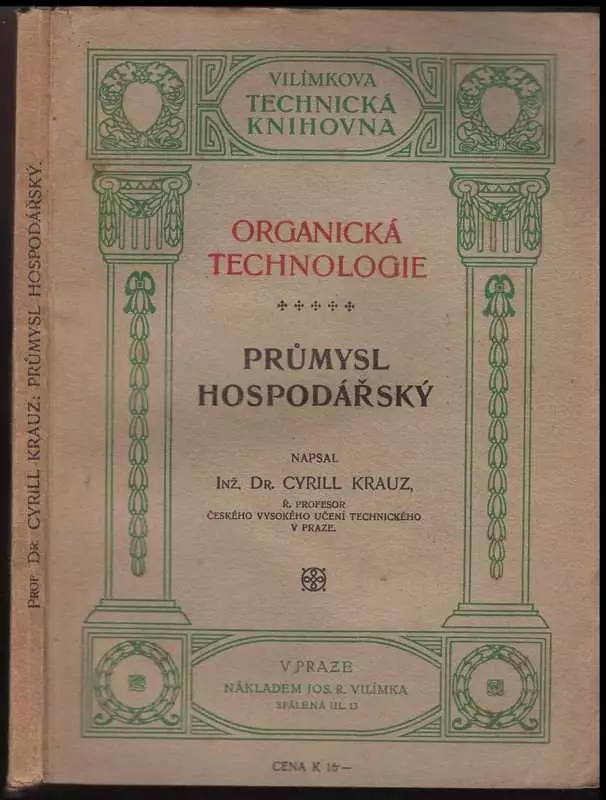 VILÍMKOVA
TECHNICKÁ
KNIHOVNA
ORGANICKÁ
TECHNOLOGIE
PRŮMYSL
HOSPODÁŘSKÝ
NAPSAL
INŽ. DR. CYRILL KRAUZ,
Ř. PROFESOR
ČESKÉHO VYSOKÉHO UČENÍ TECHNICKÉHO
V PRAZE.
V PRAZE
NÁKLADEM JOS. R. VILÍMKA
SPÁLENÁ UL. 13
CENA K 15·—
PROF. DR. CYRILL KRAUZ: PRŮMYSL HOSPODÁŘSKÝ.